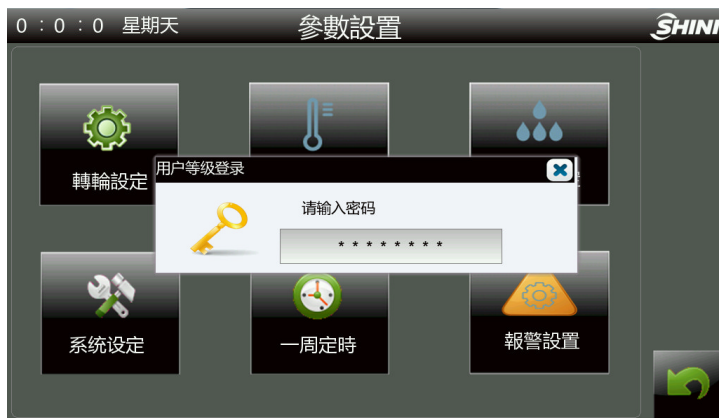 0 : 0 : 0 星期天
參數設置
SHINI
轉輪設定
用户等级登录
请输入密码
* * * * * * * *
系统设定
一周定時
報警設置